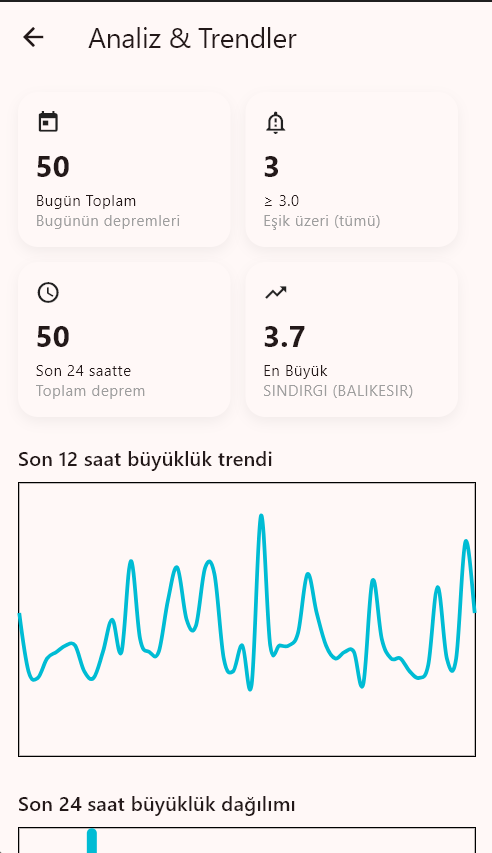 Analiz & Trendler
50
Bugün Toplam
Bugünün depremleri
3
≥ 3.0
Eşik üzeri (tümü)
50
Son 24 saatte
Toplam deprem
3.7
En Büyük
SINDIRGI (BALIKESIR)
Son 12 saat büyüklük trendi
Son 24 saat büyüklük dağılımı